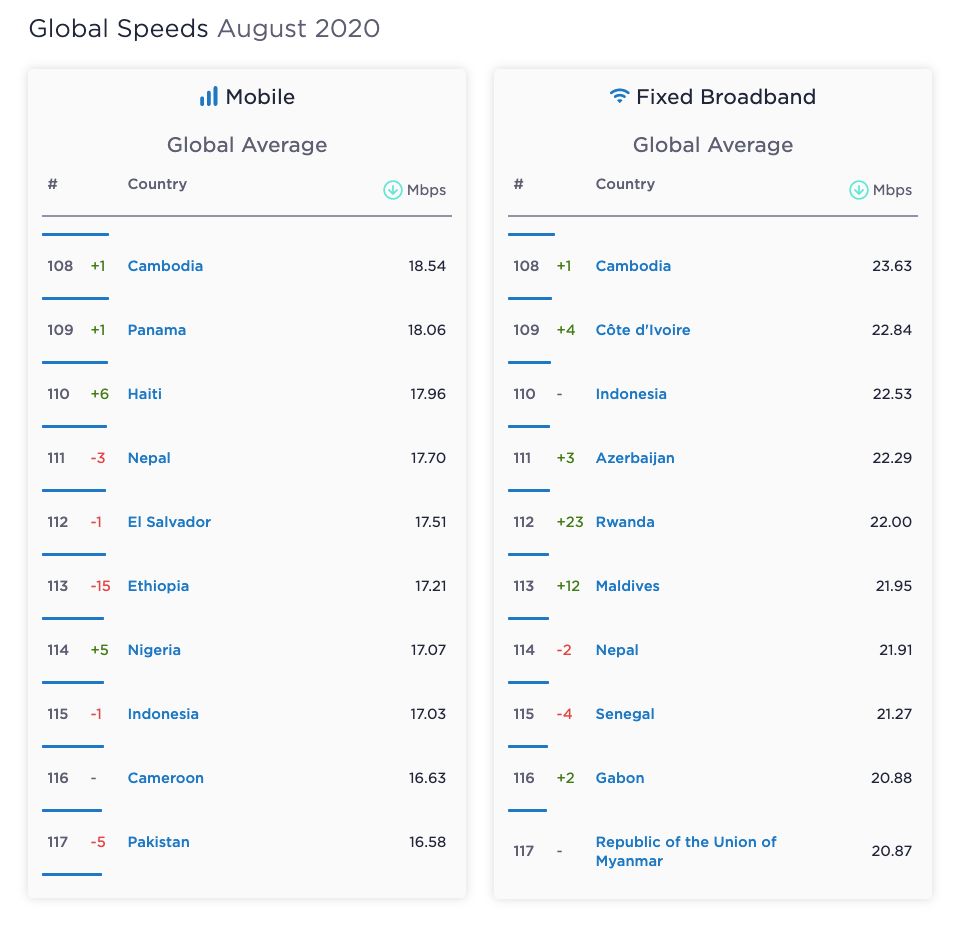 Global Speeds August 2020
Mobile
Global Average
# Country Mbps
108 +1 Cambodia 18.54
109 +1 Panama 18.06
110 +6 Haiti 17.96
111 -3 Nepal 17.70
112 -1 El Salvador 17.51
113 -15 Ethiopia 17.21
114 +5 Nigeria 17.07
115 -1 Indonesia 17.03
116 - Cameroon 16.63
117 -5 Pakistan 16.58
Fixed Broadband
Global Average
# Country Mbps
108 +1 Cambodia 23.63
109 +4 Côte d'Ivoire 22.84
110 - Indonesia 22.53
111 +3 Azerbaijan 22.29
112 +23 Rwanda 22.00
113 +12 Maldives 21.95
114 -2 Nepal 21.91
115 -4 Senegal 21.27
116 +2 Gabon 20.88
117 - Republic of the Union of
Myanmar 20.87